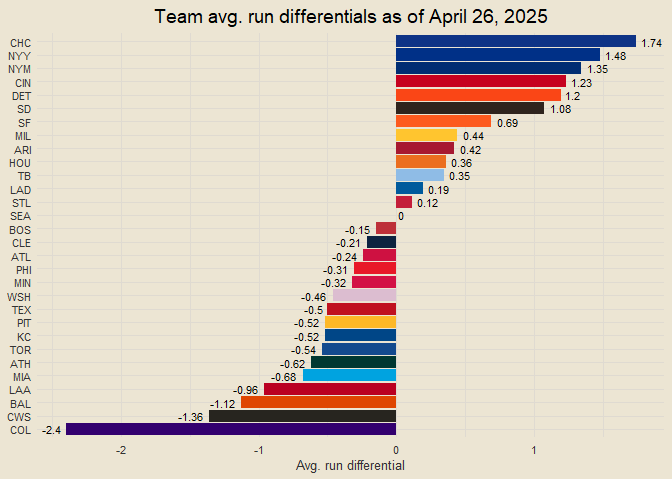 Team avg. run differentials as of April 26, 2025
CHC 1.74
NYY 1.48
NYM 1.35
CIN 1.23
DET 1.2
SD 1.08
SF 0.69
MIL 0.44
ARI 0.42
HOU 0.36
TB 0.35
LAD 0.19
STL 0.12
SEA 0
BOS -0.15
CLE -0.21
ATL -0.24
PHI -0.31
MIN -0.32
WSH -0.46
TEX -0.5
PIT -0.52
KC -0.52
TOR -0.54
ATH -0.62
MIA -0.68
LAA -0.96
BAL -1.12
CWS -1.36
COL -2.4
-2 -1 0 1
Avg. run differential